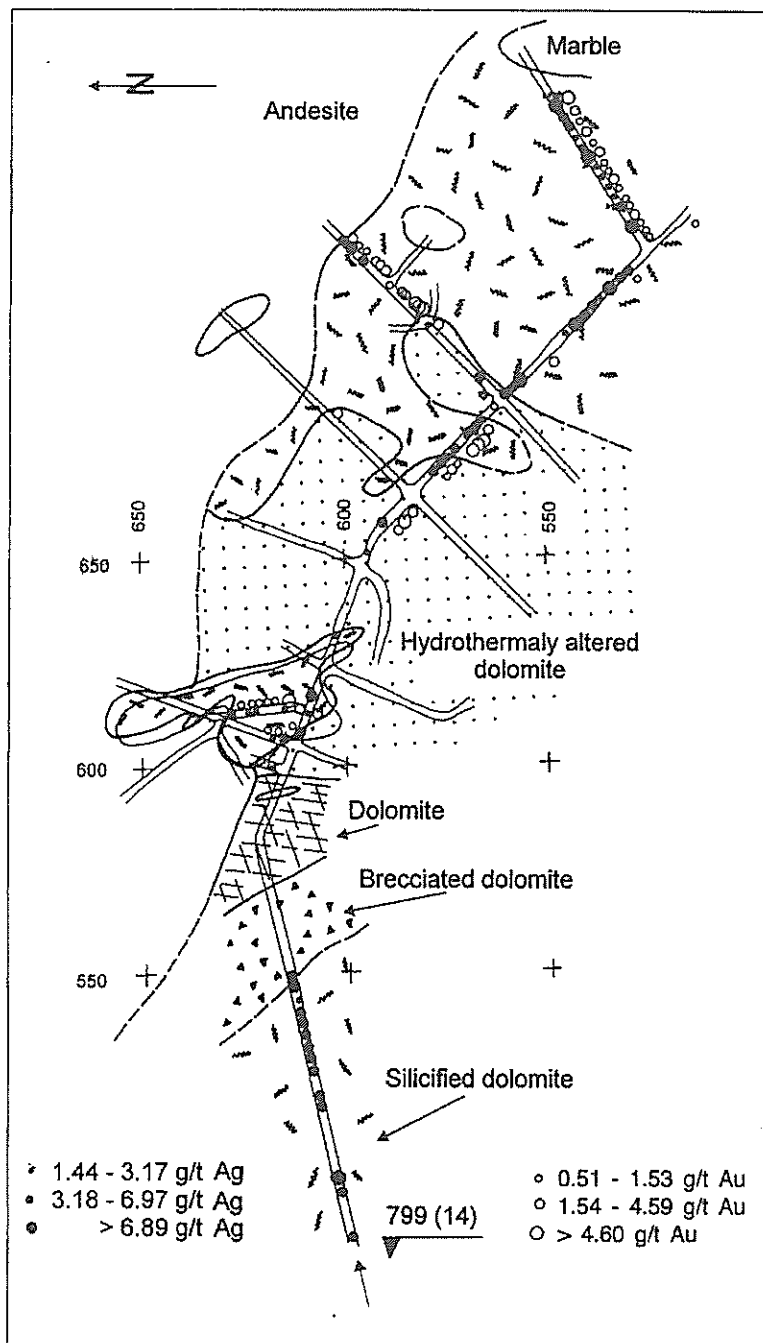 Marble
N
Andesite
650
600
550
650
Hydrothermaly altered
dolomite
600
Dolomite
Brecciated dolomite
550
Silicified dolomite
1.44 - 3.17 g/t Ag
3.18 - 6.97 g/t Ag
> 6.89 g/t Ag
799 (14)
0.51 - 1.53 g/t Au
1.54 - 4.59 g/t Au
> 4.60 g/t Au